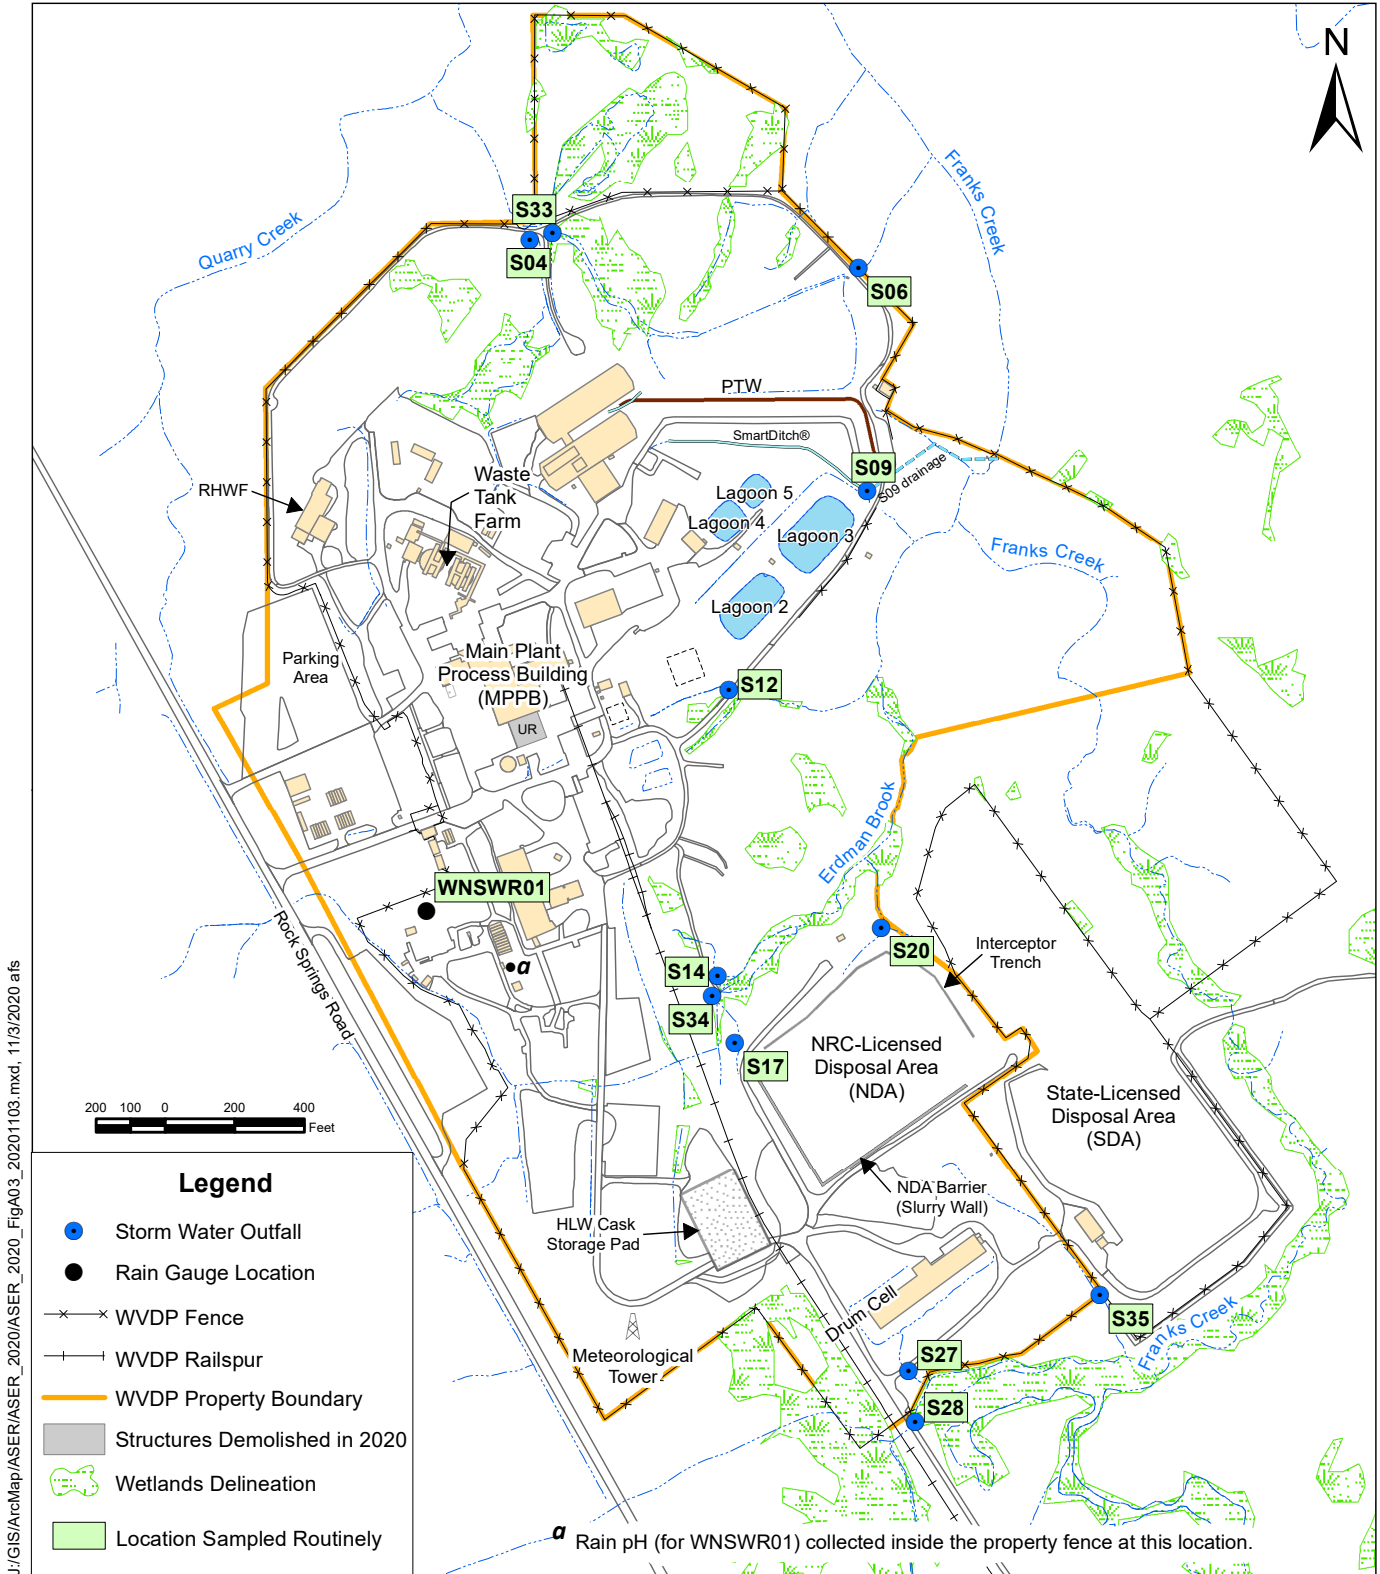 N
Franks Creek
Quarry Creek
S33
S04
S06
PTW
SmartDitch®
S09
S09 drainage
Waste
Tank
Farm
RHWF
Lagoon 5
Lagoon 4
Lagoon 3
Lagoon 2
Franks Creek
Parking
Area
Main Plant
Process Building
(MPPB)
UR
S12
Erdman Brook
WNSWR01
a
Rock Springs Road
S20
Interceptor
Trench
S14
S34
S17
NRC-Licensed
Disposal Area
(NDA)
State-Licensed
Disposal Area
(SDA)
200 100 0 200 400
Feet
NDA Barrier
(Slurry Wall)
HLW Cask
Storage Pad
Drum Cell
Meteorological
Tower
S35
Franks Creek
S27
S28
Legend
Storm Water Outfall
Rain Gauge Location
WVDP Fence
WVDP Railspur
WVDP Property Boundary
Structures Demolished in 2020
Wetlands Delineation
Location Sampled Routinely
a Rain pH (for WNSWR01) collected inside the property fence at this location.
J:/GIS/ArcMap/ASER/ASER_2020/ASER_2020_FigA03_20201103.mxd, 11/3/2020 afs